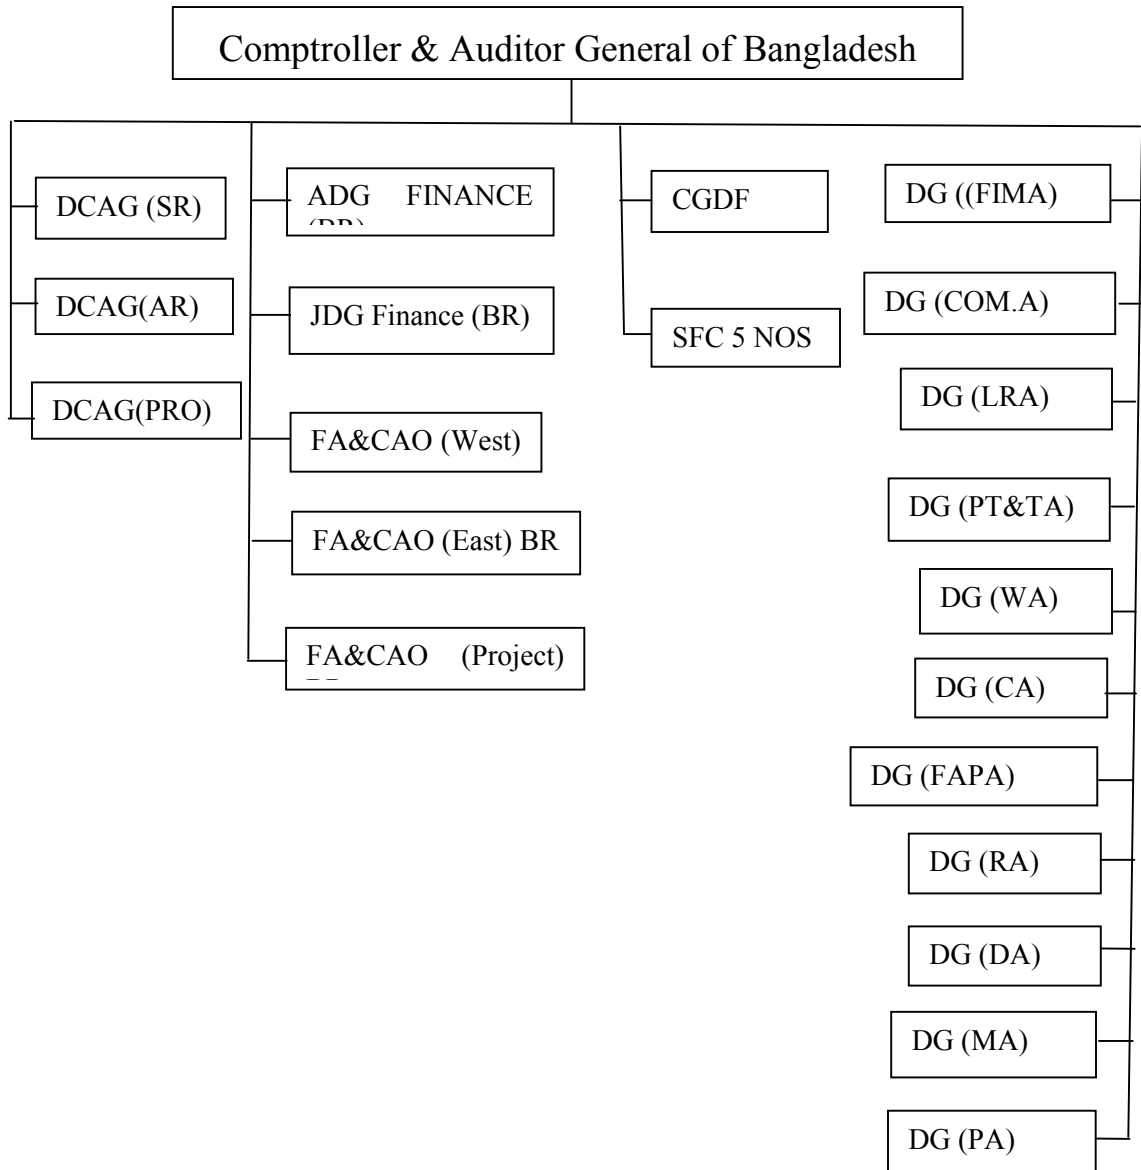 Comptroller & Auditor General of Bangladesh
DCAG (SR)
DCAG(AR)
DCAG(PRO)
ADG FINANCE
JDG Finance (BR)
FA&CAO (West)
FA&CAO (East) BR
FA&CAO (Project)
CGDF
SFC 5 NOS
DG ((FIMA)
DG (COM.A)
DG (LRA)
DG (PT&TA)
DG (WA)
DG (CA)
DG (FAPA)
DG (RA)
DG (DA)
DG (MA)
DG (PA)